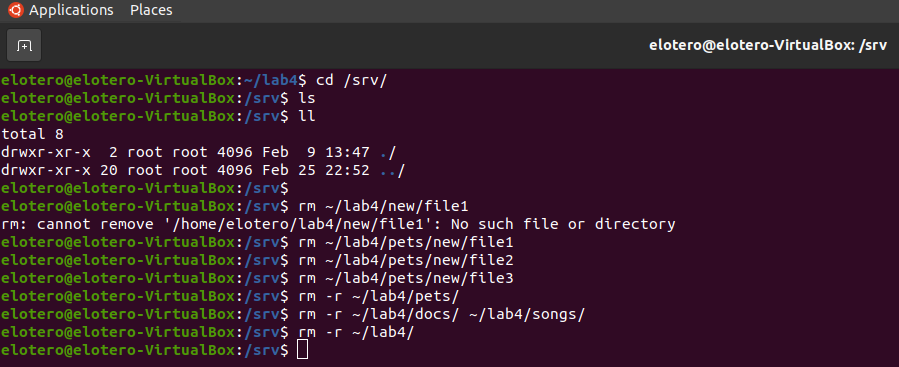 Applications Places
elotero@elotero-VirtualBox: /srv
elotero@elotero-VirtualBox:~/lab4$ cd /srv/
elotero@elotero-VirtualBox:/srv$ ls
elotero@elotero-VirtualBox:/srv$ ll
total 8
drwxr-xr-x  2 root root 4096 Feb  9 13:47 ./
drwxr-xr-x 20 root root 4096 Feb 25 22:52 ../
elotero@elotero-VirtualBox:/srv$
elotero@elotero-VirtualBox:/srv$ rm ~/lab4/new/file1
rm: cannot remove '/home/elotero/lab4/new/file1': No such file or directory
elotero@elotero-VirtualBox:/srv$ rm ~/lab4/pets/new/file1
elotero@elotero-VirtualBox:/srv$ rm ~/lab4/pets/new/file2
elotero@elotero-VirtualBox:/srv$ rm ~/lab4/pets/new/file3
elotero@elotero-VirtualBox:/srv$ rm -r ~/lab4/pets/
elotero@elotero-VirtualBox:/srv$ rm -r ~/lab4/docs/ ~/lab4/songs/
elotero@elotero-VirtualBox:/srv$ rm -r ~/lab4/
elotero@elotero-VirtualBox:/srv$